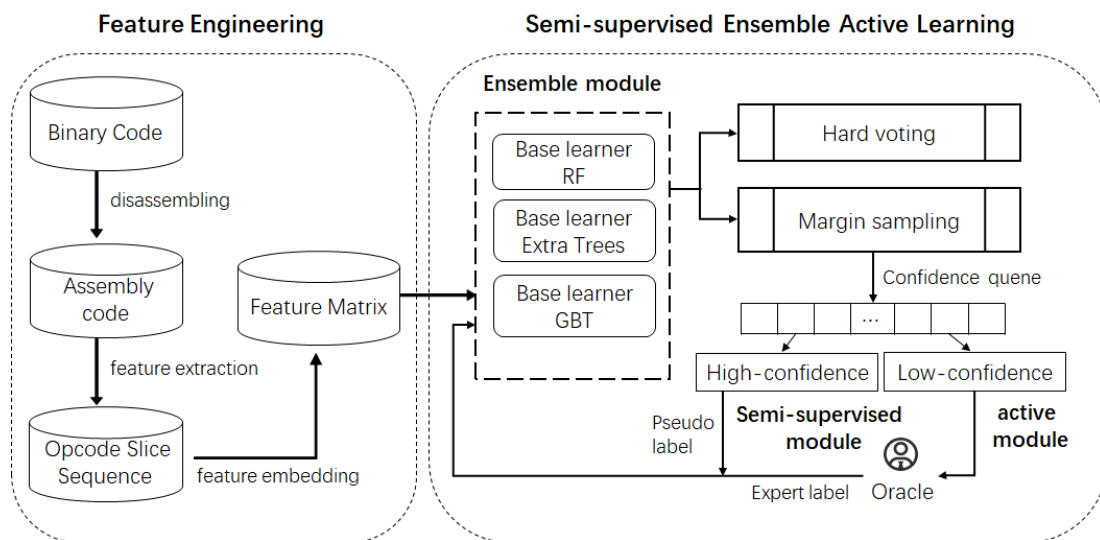 Feature Engineering
Binary Code
disassembling
Assembly
code
feature extraction
Opcode Slice
Sequence
feature embedding
Feature Matrix
Semi-supervised Ensemble Active Learning
Ensemble module
Base learner
RF
Base learner
Extra Trees
Base learner
GBT
Hard voting
Margin sampling
Confidence quene
...
High-confidence
Low-confidence
Pseudo
label
Semi-supervised
module
active
module
Expert label
Oracle